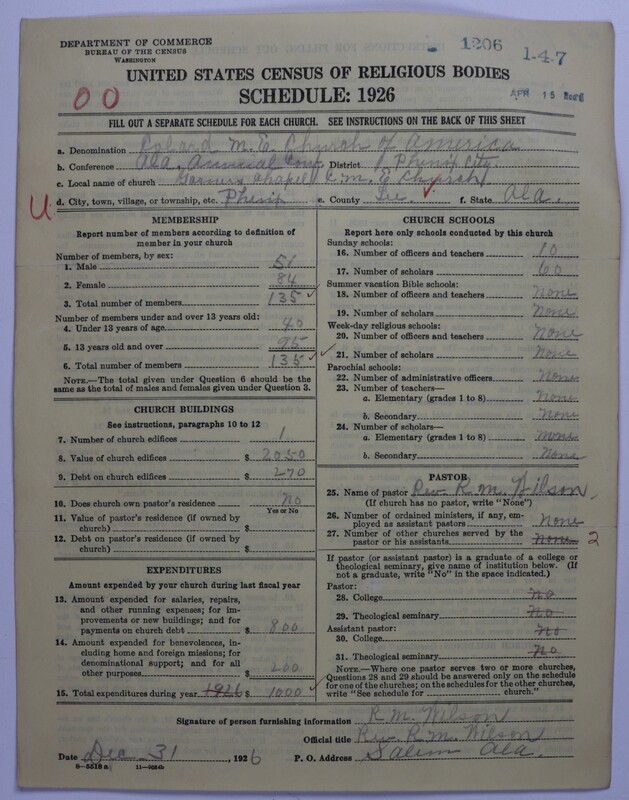 DEPARTMENT OF COMMERCE
BUREAU OF THE CENSUS
WASHINGTON
1206
1-4-7
APR 15
UNITED STATES CENSUS OF RELIGIOUS BODIES
OO
SCHEDULE: 1926
FILL OUT A SEPARATE SCHEDULE FOR EACH CHURCH. SEE INSTRUCTIONS ON THE BACK OF THIS SHEET
a. Denomination Colard M. E. Church of America
b. Conference Ala. Annual Conf. District Phenix City
c. Local name of church Chapel C. M. E. Church
U d. City, town, village, or township, etc. Phenix e. County Lee f. State Ala.
MEMBERSHIP
Report number of members according to definition of member in your church
Number of members, by sex:
1. Male 51
2. Female 84
3. Total number of members 135 ✓
Number of members under and over 13 years old:
4. Under 13 years of age 40
5. 13 years old and over 95
6. Total number of members 135 ✓
NOTE.—The total given under Question 6 should be
same as the total of males and females given under Question 3.
CHURCH BUILDINGS
See instructions, paragraphs 10 to 12
7. Number of church edifices 1
8. Value of church edifices $ 2050
9. Debt on church edifices $ 270
10. Does church own pastor's residence No
Yes or No
11. Value of pastor's residence (if owned by
church) $
12. Debt on pastor's residence (if owned by
church) $
EXPENDITURES
Amount expended by your church during last fiscal year
13. Amount expended for salaries, repairs,
and other running expenses; for im-
provements or new buildings; and for
payments on church debt $ 800
14. Amount expended for benevolences, in-
cluding home and foreign missions; for
denominational support; and for all
other purposes $ 200
15. Total expenditures during year 1926 $ 1000 ✓
CHURCH SCHOOLS
Report here only schools conducted by this church
Sunday schools:
16. Number of officers and teachers 10
17. Number of scholars 60
Summer vacation Bible schools:
18. Number of officers and teachers None
19. Number of scholars None
Week-day religious schools:
20. Number of officers and teachers None
21. Number of scholars None
Parochial schools:
22. Number of administrative officers None
23. Number of teachers—
a. Elementary (grades 1 to 8) None
b. Secondary None
24. Number of scholars—
a. Elementary (grades 1 to 8) None
b. Secondary None
PASTOR
25. Name of pastor Rev. R. M. Wilson
(If church has no pastor, write "None")
26. Number of ordained ministers, if any, em-
ployed as assistant pastors None
27. Number of other churches served by the
pastor or his assistants None 2
If pastor (or assistant pastor) is a graduate of a college or
theological seminary, give name of institution below. (If
not a graduate, write "No" in the space indicated.)
Pastor:
28. College No
29. Theological seminary No
Assistant pastor:
30. College No
31. Theological seminary No
NOTE.—Where one pastor serves two or more churches,
Questions 28 and 29 should be answered only on the schedule
for one of the churches; on the schedules for the other churches,
write "See schedule for church."
Signature of person furnishing information R. M. Wilson
Official title Rev. R. M. Wilson
Date Dec 31, 1926 P. O. Address Salem Ala.
6-5518 a